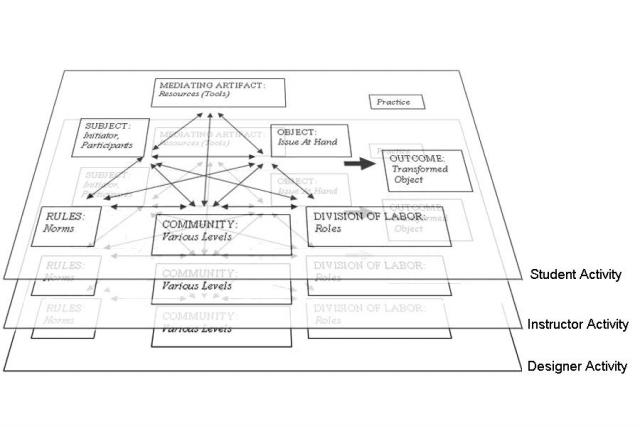 MEDIATING ARTIFACT:
Resources (Tools)
Practice
SUBJECT:
Initiator,
Participants
MEDIATING ARTIFACT:
Resources (Tools)
OBJECT:
Issue At Hand
Practice
OUTCOME:
Transformed
Object
SUBJECT:
Initiator,
Participants
OBJECT:
Issue At Hand
RULES:
Norms
COMMUNITY:
Various Levels
DIVISION OF LABOR:
Roles
Object
RULES:
Norms
COMMUNITY:
Various Levels
DIVISION OF LABOR:
Roles
Student Activity
RULES:
Norms
COMMUNITY:
Various Levels
DIVISION OF LABOR:
Roles
Instructor Activity
Designer Activity